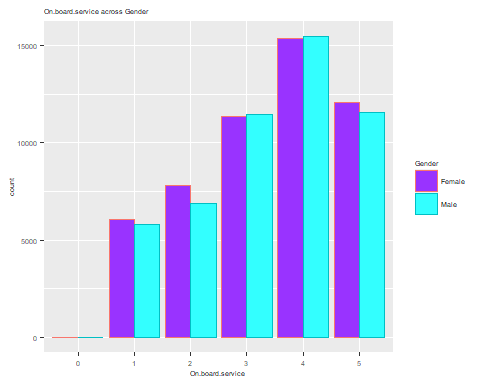 On.board.service across Gender
15000
10000
5000
0
count
0 1 2 3 4 5
On.board.service
Gender
Female
Male